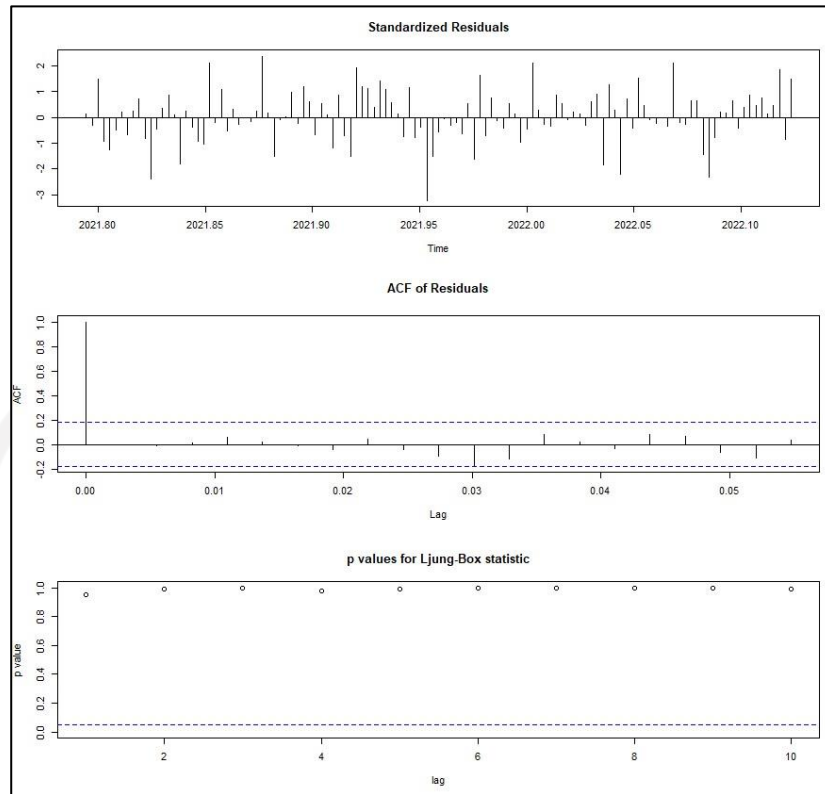 Standardized Residuals
2
1
0
-1
-2
-3
2021.80 2021.85 2021.90 2021.95 2022.00 2022.05 2022.10
Time
ACF of Residuals
ACF
1.0
0.8
0.6
0.4
0.2
0.0
-0.2
0.00 0.01 0.02 0.03 0.04 0.05
Lag
p values for Ljung-Box statistic
p value
1.0
0.8
0.6
0.4
0.2
0.0
2 4 6 8 10
lag